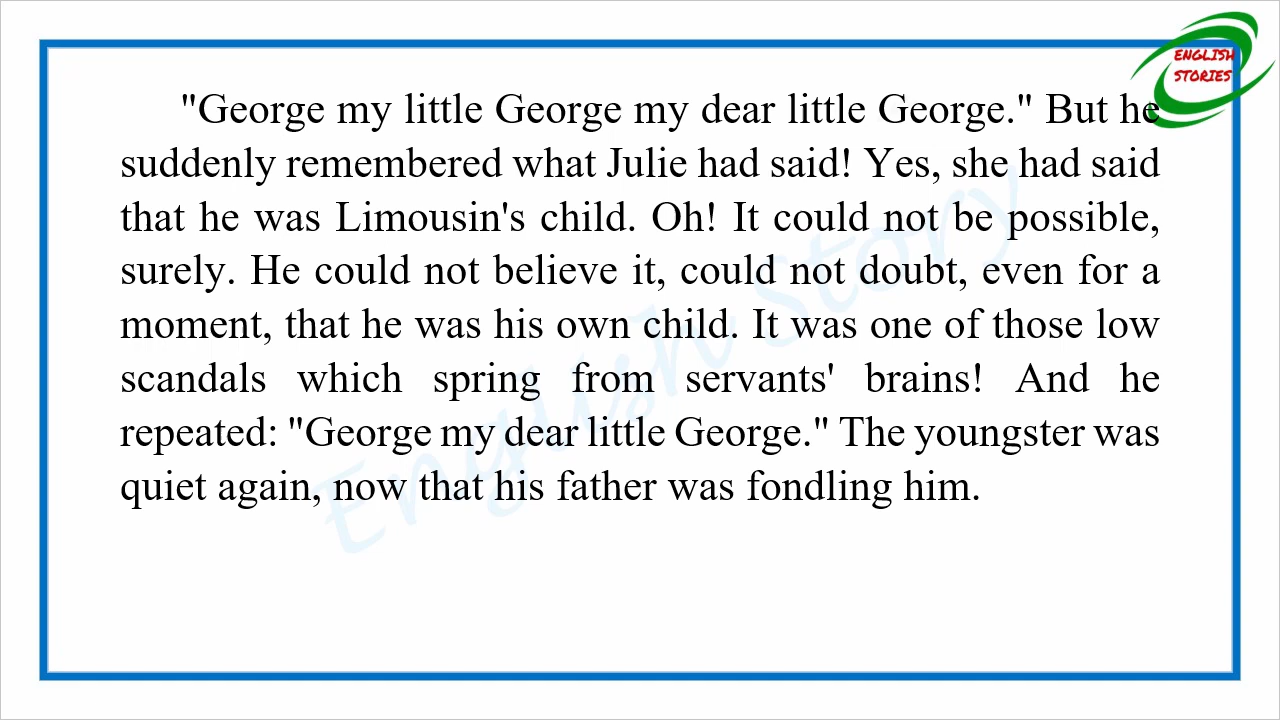 ENGLISH
STORIES
"George my little George my dear little George." But he
suddenly remembered what Julie had said! Yes, she had said
that he was Limousin's child. Oh! It could not be possible,
surely. He could not believe it, could not doubt, even for a
moment, that he was his own child. It was one of those low
scandals which spring from servants' brains! And he
repeated: "George my dear little George." The youngster was
quiet again, now that his father was fondling him.
English Story